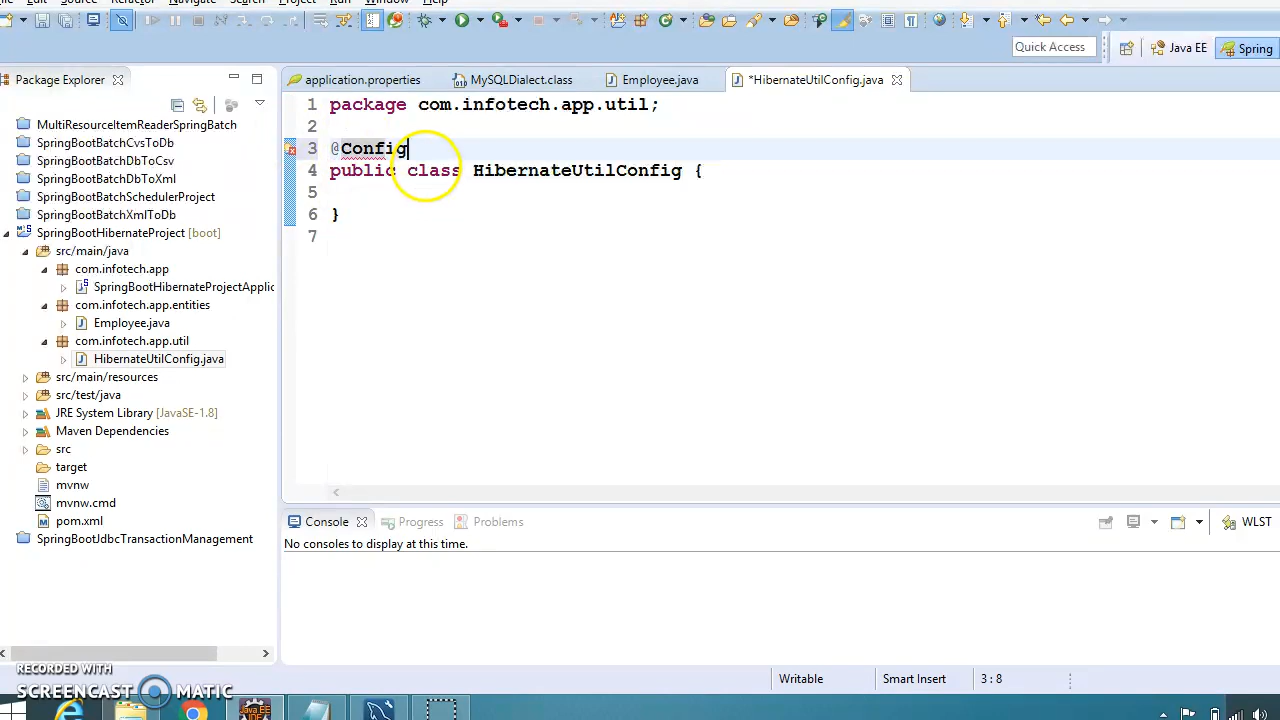 Search Project Run Window Help
Quick Access
Java EE
Spring
Package Explorer
MultiResourceItemReaderSpringBatch
SpringBootBatchCvsToDb
SpringBootBatchDbToCsv
SpringBootBatchDbToXml
SpringBootBatchSchedulerProject
SpringBootBatchXmlToDb
SpringBootHibernateProject [boot]
src/main/java
com.infotech.app
SpringBootHibernateProjectApplic
com.infotech.app.entities
Employee.java
com.infotech.app.util
HibernateUtilConfig.java
src/main/resources
src/test/java
JRE System Library [JavaSE-1.8]
Maven Dependencies
src
target
mvnw
mvnw.cmd
pom.xml
SpringBootJdbcTransactionManagement
application.properties
MySQLDialect.class
Employee.java
*HibernateUtilConfig.java
1 package com.infotech.app.util;
2
3 @Config
4 public class HibernateUtilConfig {
5
6 }
7
Console
Progress
Problems
WLST
No consoles to display at this time.
Writable
Smart Insert
3 : 8
RECORDED WITH
SCREENCAST MATIC